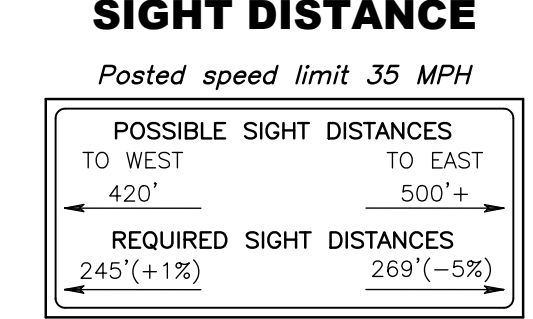 SIGHT DISTANCE
Posted speed limit 35 MPH
POSSIBLE SIGHT DISTANCES
TO WEST TO EAST
420' 500'+
REQUIRED SIGHT DISTANCES
245'(+1%) 269'(-5%)